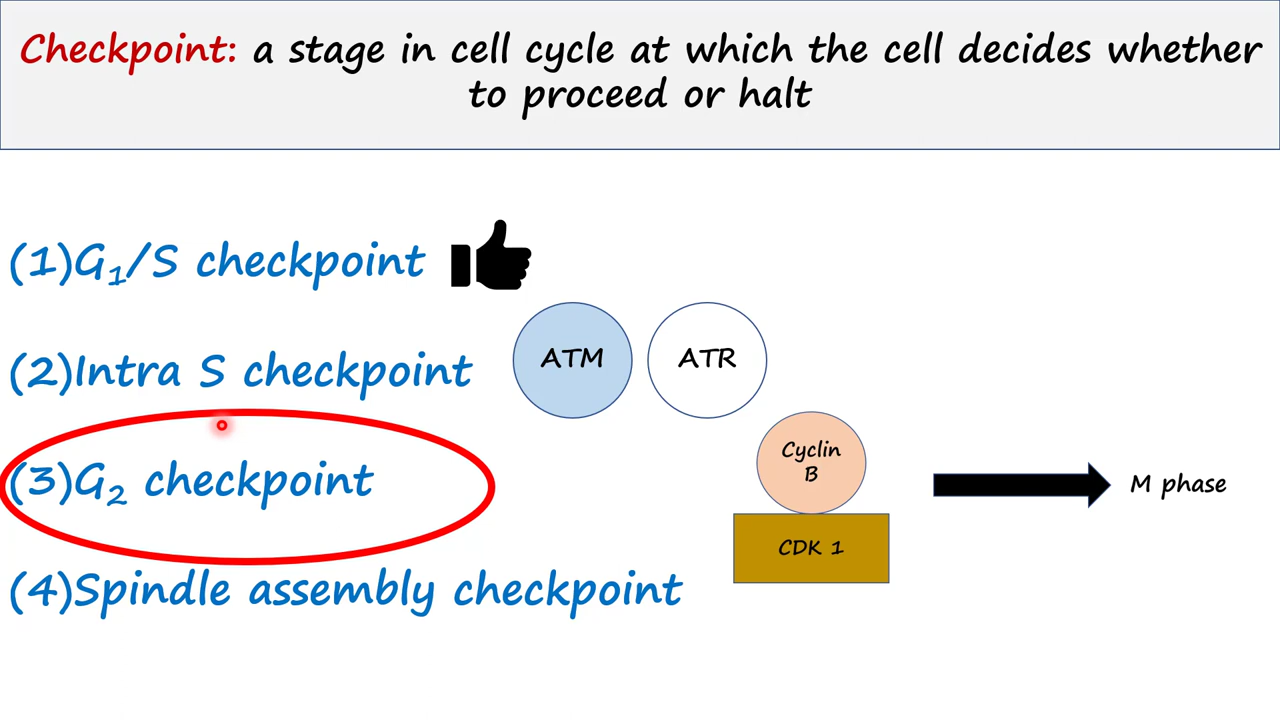 Checkpoint: a stage in cell cycle at which the cell decides whether
to proceed or halt
(1)G₁/S checkpoint
(2)Intra S checkpoint
ATM
ATR
(3)G₂ checkpoint
Cyclin
B
CDK 1
M phase
(4)Spindle assembly checkpoint